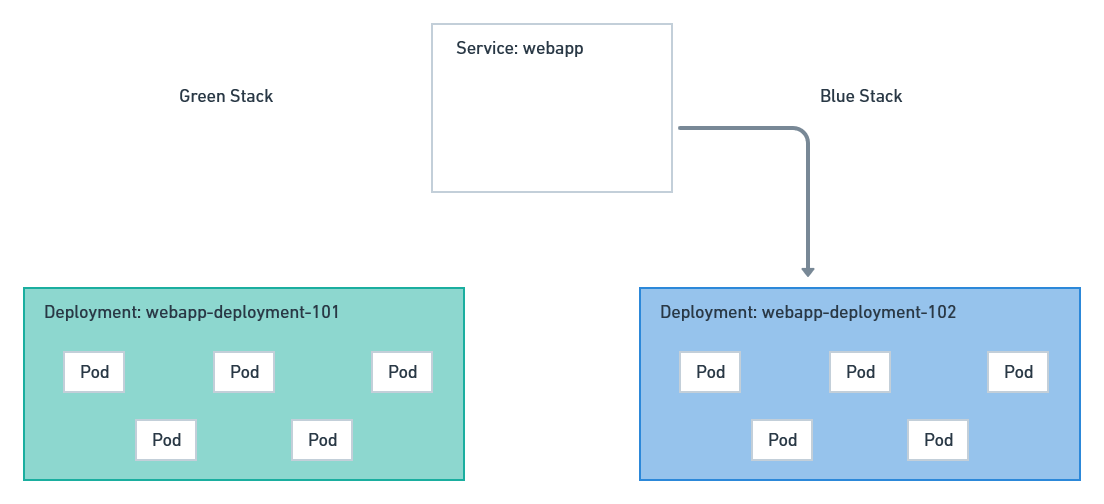 Service: webapp
Green Stack
Blue Stack
Deployment: webapp-deployment-101
Pod
Pod
Pod
Pod
Pod
Deployment: webapp-deployment-102
Pod
Pod
Pod
Pod
Pod